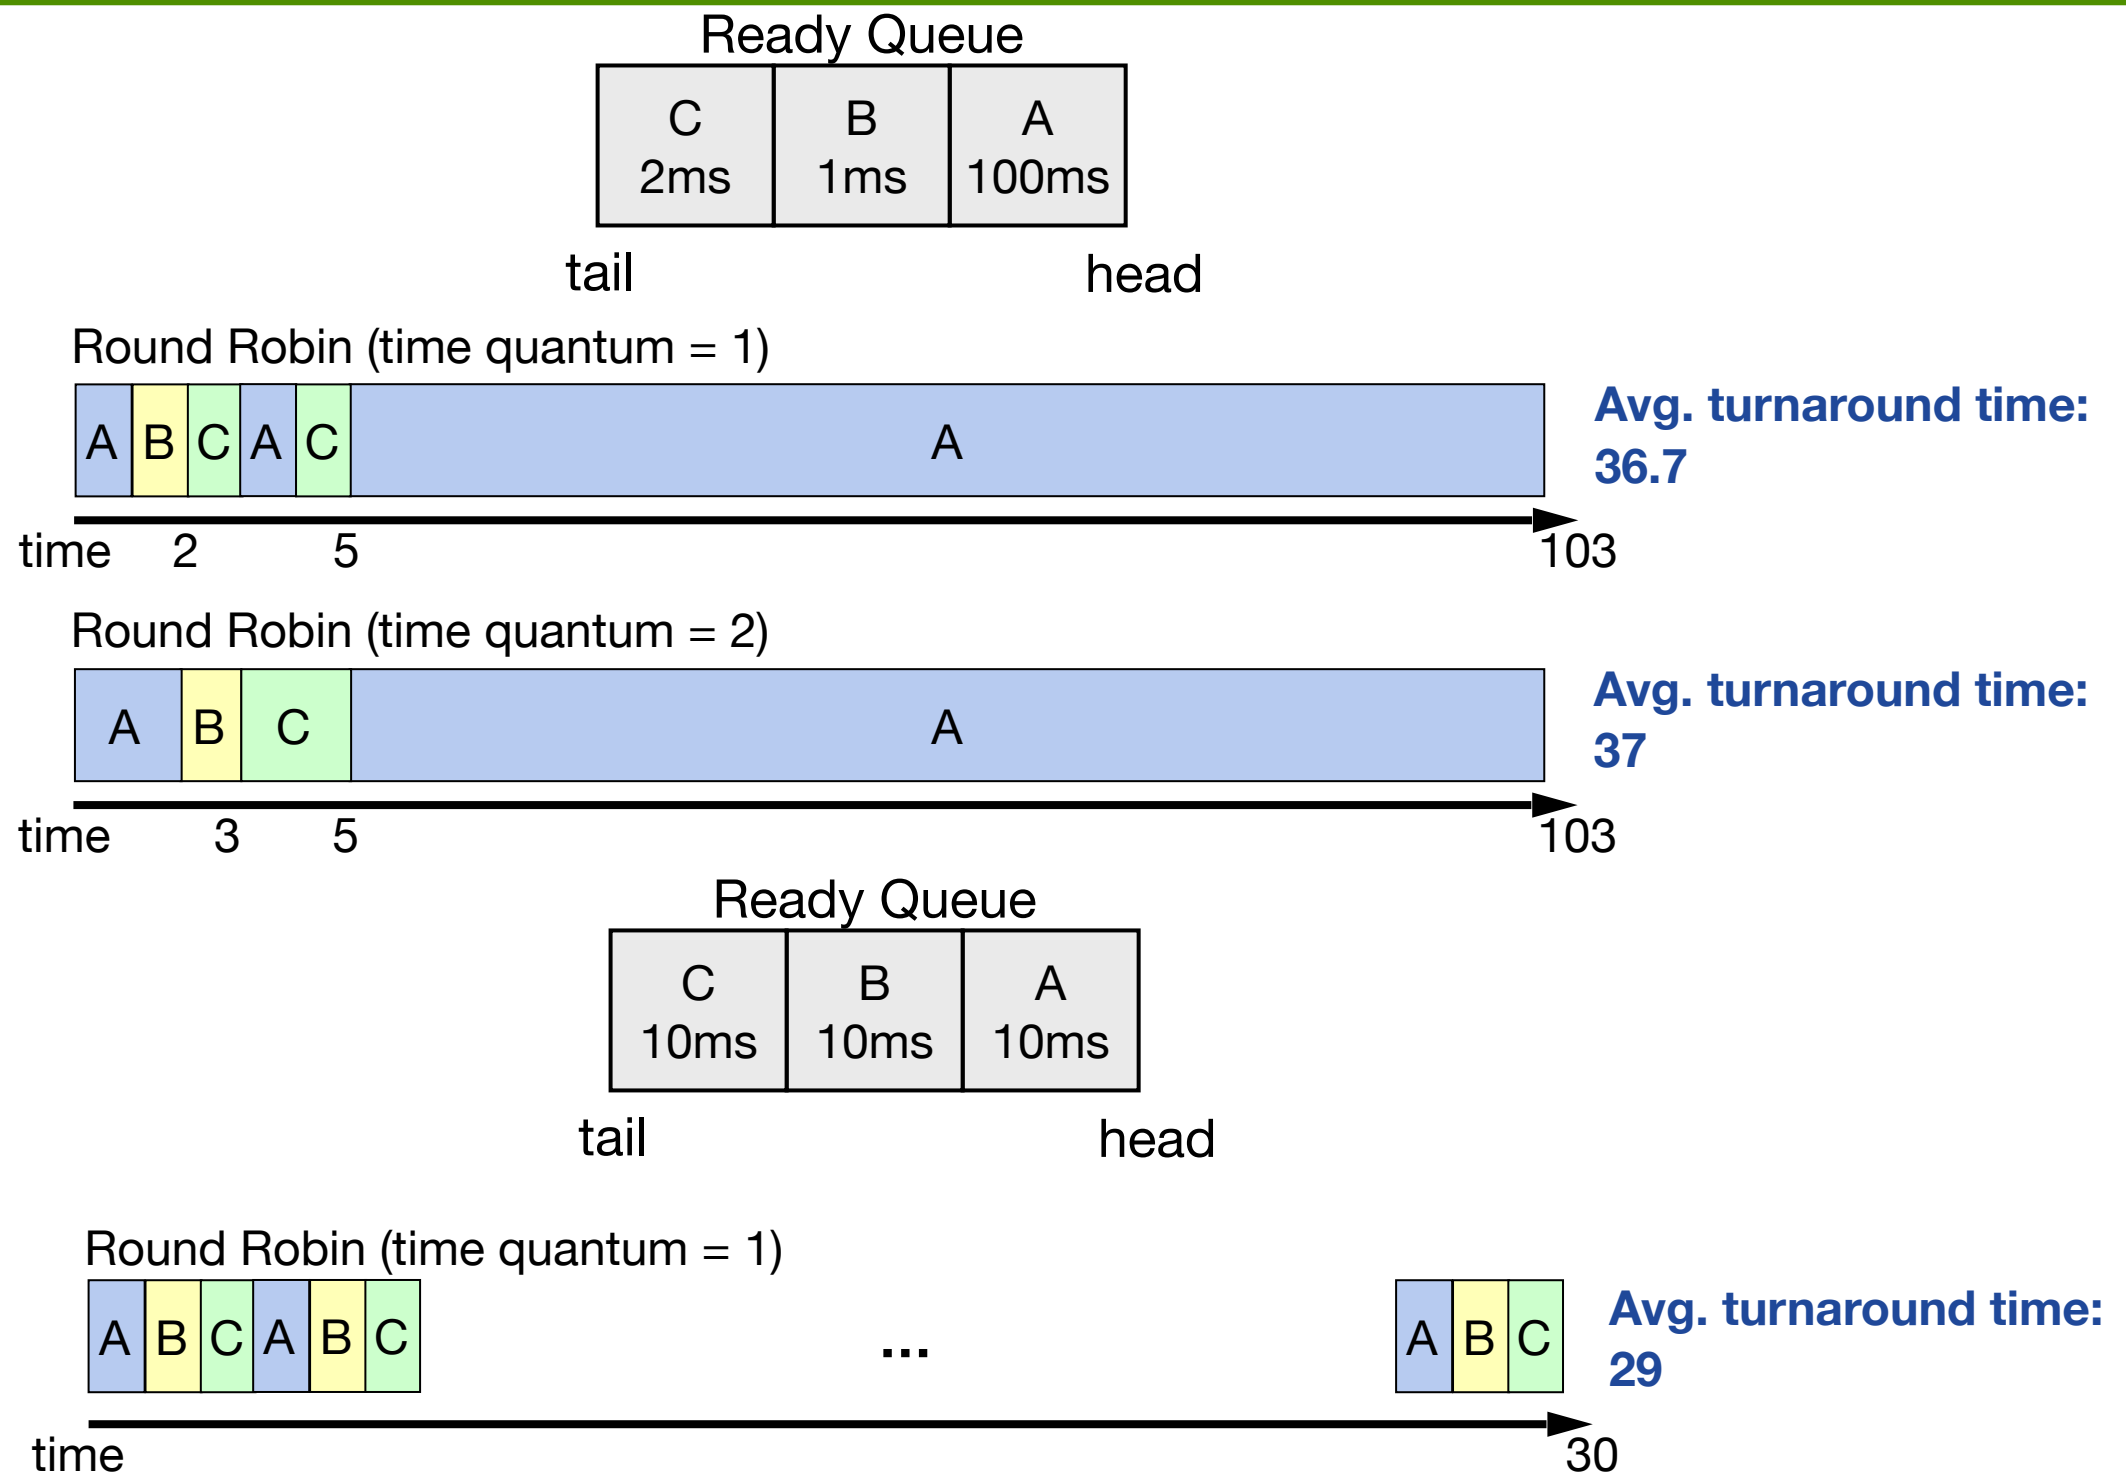 Ready Queue
C B A
2ms 1ms 100ms
tail head
Round Robin (time quantum = 1)
A B C A C A
Avg. turnaround time:
36.7
time 2 5 103
Round Robin (time quantum = 2)
A B C A
Avg. turnaround time:
37
time 3 5 103
Ready Queue
C B A
10ms 10ms 10ms
tail head
Round Robin (time quantum = 1)
A B C A B C ... A B C
Avg. turnaround time:
29
time 30